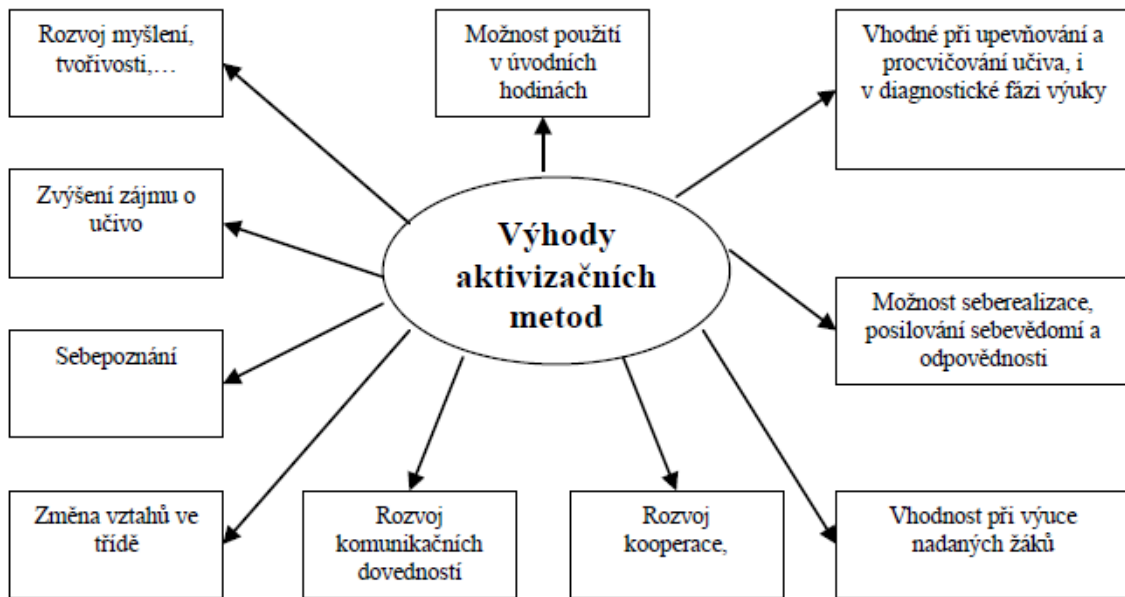 Rozvoj myšlení,
tvořivosti,…
Možnost použití
v úvodních
hodinách
Vhodné při upevňování a
procvičování učiva, i
v diagnostické fázi výuky
Zvýšení zájmu o
učivo
Výhody
aktivizačních
metod
Možnost seberealizace,
posilování sebevědomí a
odpovědnosti
Sebepoznání
Změna vztahů ve
třídě
Rozvoj
komunikačních
dovedností
Rozvoj
kooperace,
Vhodnost při výuce
nadaných žáků